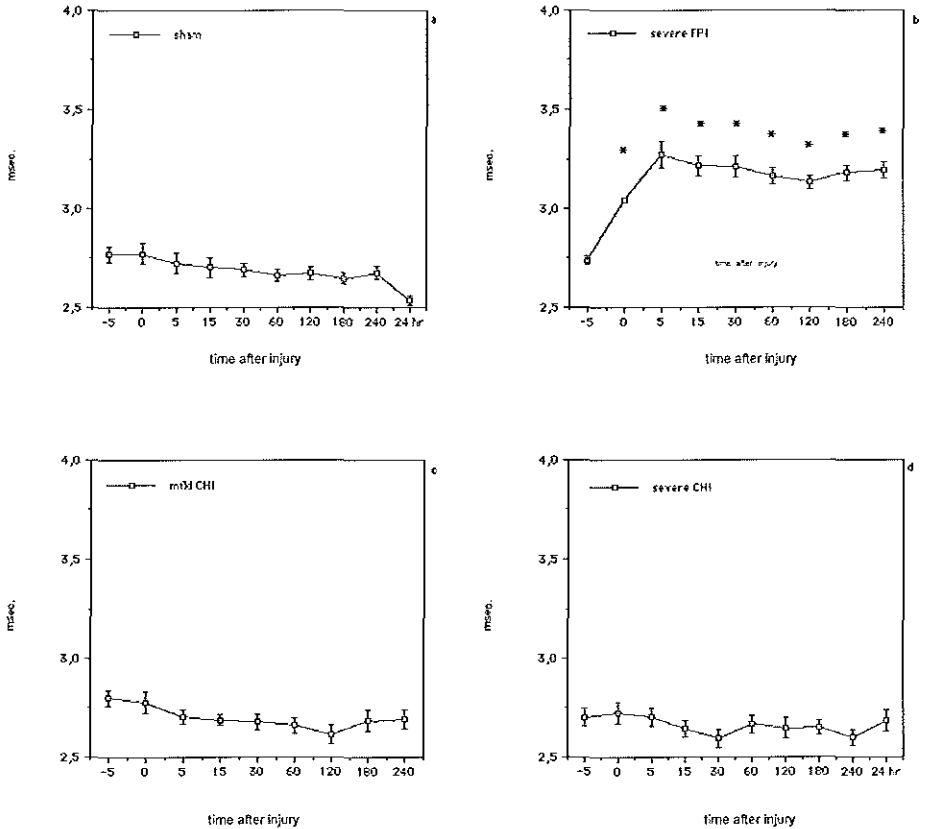 4,0
a
sham
3,5
msec.
3,0
2,5
-5 0 5 15 30 60 120 180 240 24 hr
time after injury
4,0
b
severe FPI
3,5
* * * * * * * *
msec.
3,0
time after injury
2,5
-5 0 5 15 30 60 120 180 240
time after injury
4,0
c
mild CHI
3,5
msec.
3,0
2,5
-5 0 5 15 30 60 120 180 240
time after injury
4,0
d
severe CHI
3,5
msec.
3,0
2,5
-5 0 5 15 30 60 120 180 240 24 hr
time after injury